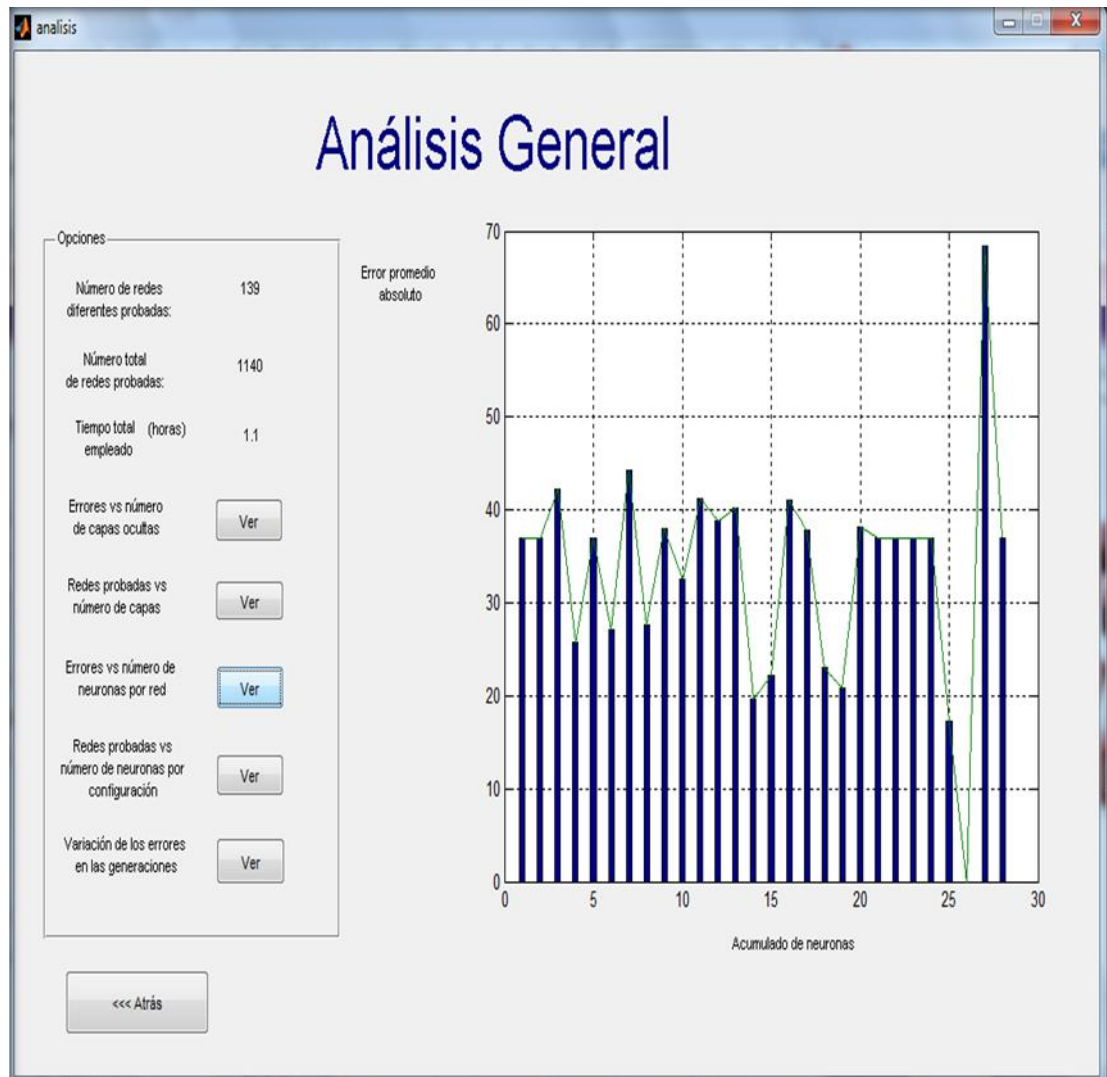 analisis
Análisis General
Opciones
Número de redes
diferentes probadas:
139
Número total
de redes probadas:
1140
Tiempo total (horas)
empleado
1.1
Errores vs número
de capas ocultas
Ver
Redes probadas vs
número de capas
Ver
Errores vs número de
neuronas por red
Ver
Redes probadas vs
número de neuronas por
configuración
Ver
Variación de los errores
en las generaciones
Ver
<<< Atrás
Error promedio
absoluto
70
60
50
40
30
20
10
0
0 5 10 15 20 25 30
Acumulado de neuronas